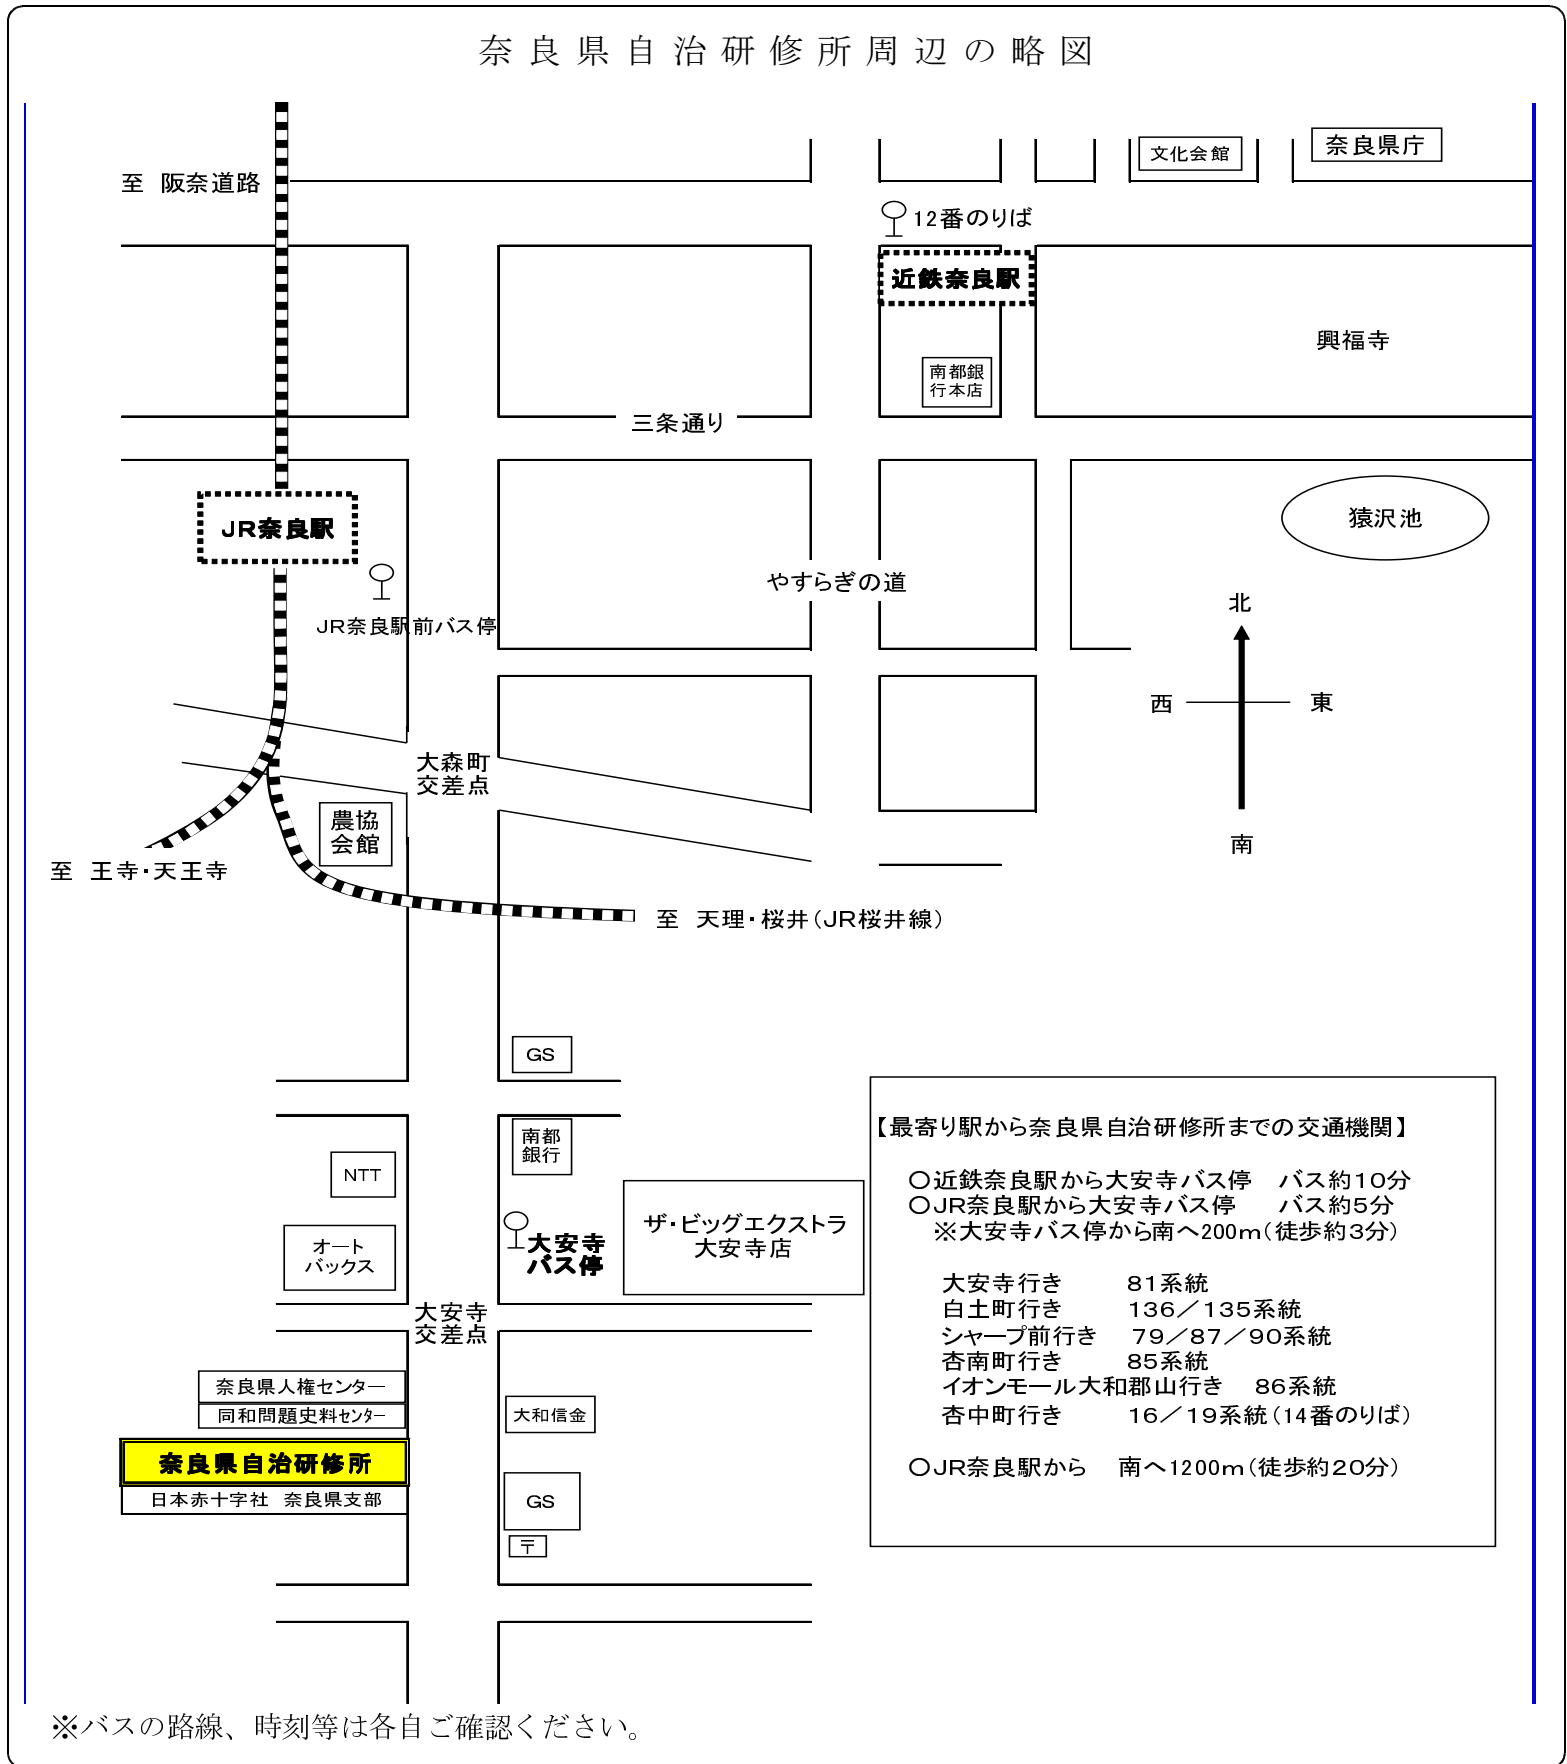 奈良県自治研修所周辺の略図
文化会館
奈良県庁
至 阪奈道路
12番のりば
近鉄奈良駅
興福寺
南都銀
行本店
三条通り
JR奈良駅
猿沢池
やすらぎの道
JR奈良駅前バス停
北
西
東
南
大森町
交差点
農協
会館
至 王寺・天王寺
至 天理・桜井(JR桜井線)
GS
南都
銀行
NTT
オート
バックス
大安寺
バス停
ザ・ビッグエクストラ
大安寺店
大安寺
交差点
奈良県人権センター
同和問題史料センター
奈良県自治研修所
日本赤十字社 奈良県支部
大和信金
GS
〒
【最寄り駅から奈良県自治研修所までの交通機関】
○近鉄奈良駅から大安寺バス停 バス約10分
○JR奈良駅から大安寺バス停 バス約5分
※大安寺バス停から南へ200m(徒歩約3分)
大安寺行き 81系統
白土町行き 136/135系統
シャープ前行き 79/87/90系統
杏南町行き 85系統
イオンモール大和郡山行き 86系統
杏中町行き 16/19系統(14番のりば)
○JR奈良駅から 南へ1200m(徒歩約20分)
※バスの路線、時刻等は各自ご確認ください。